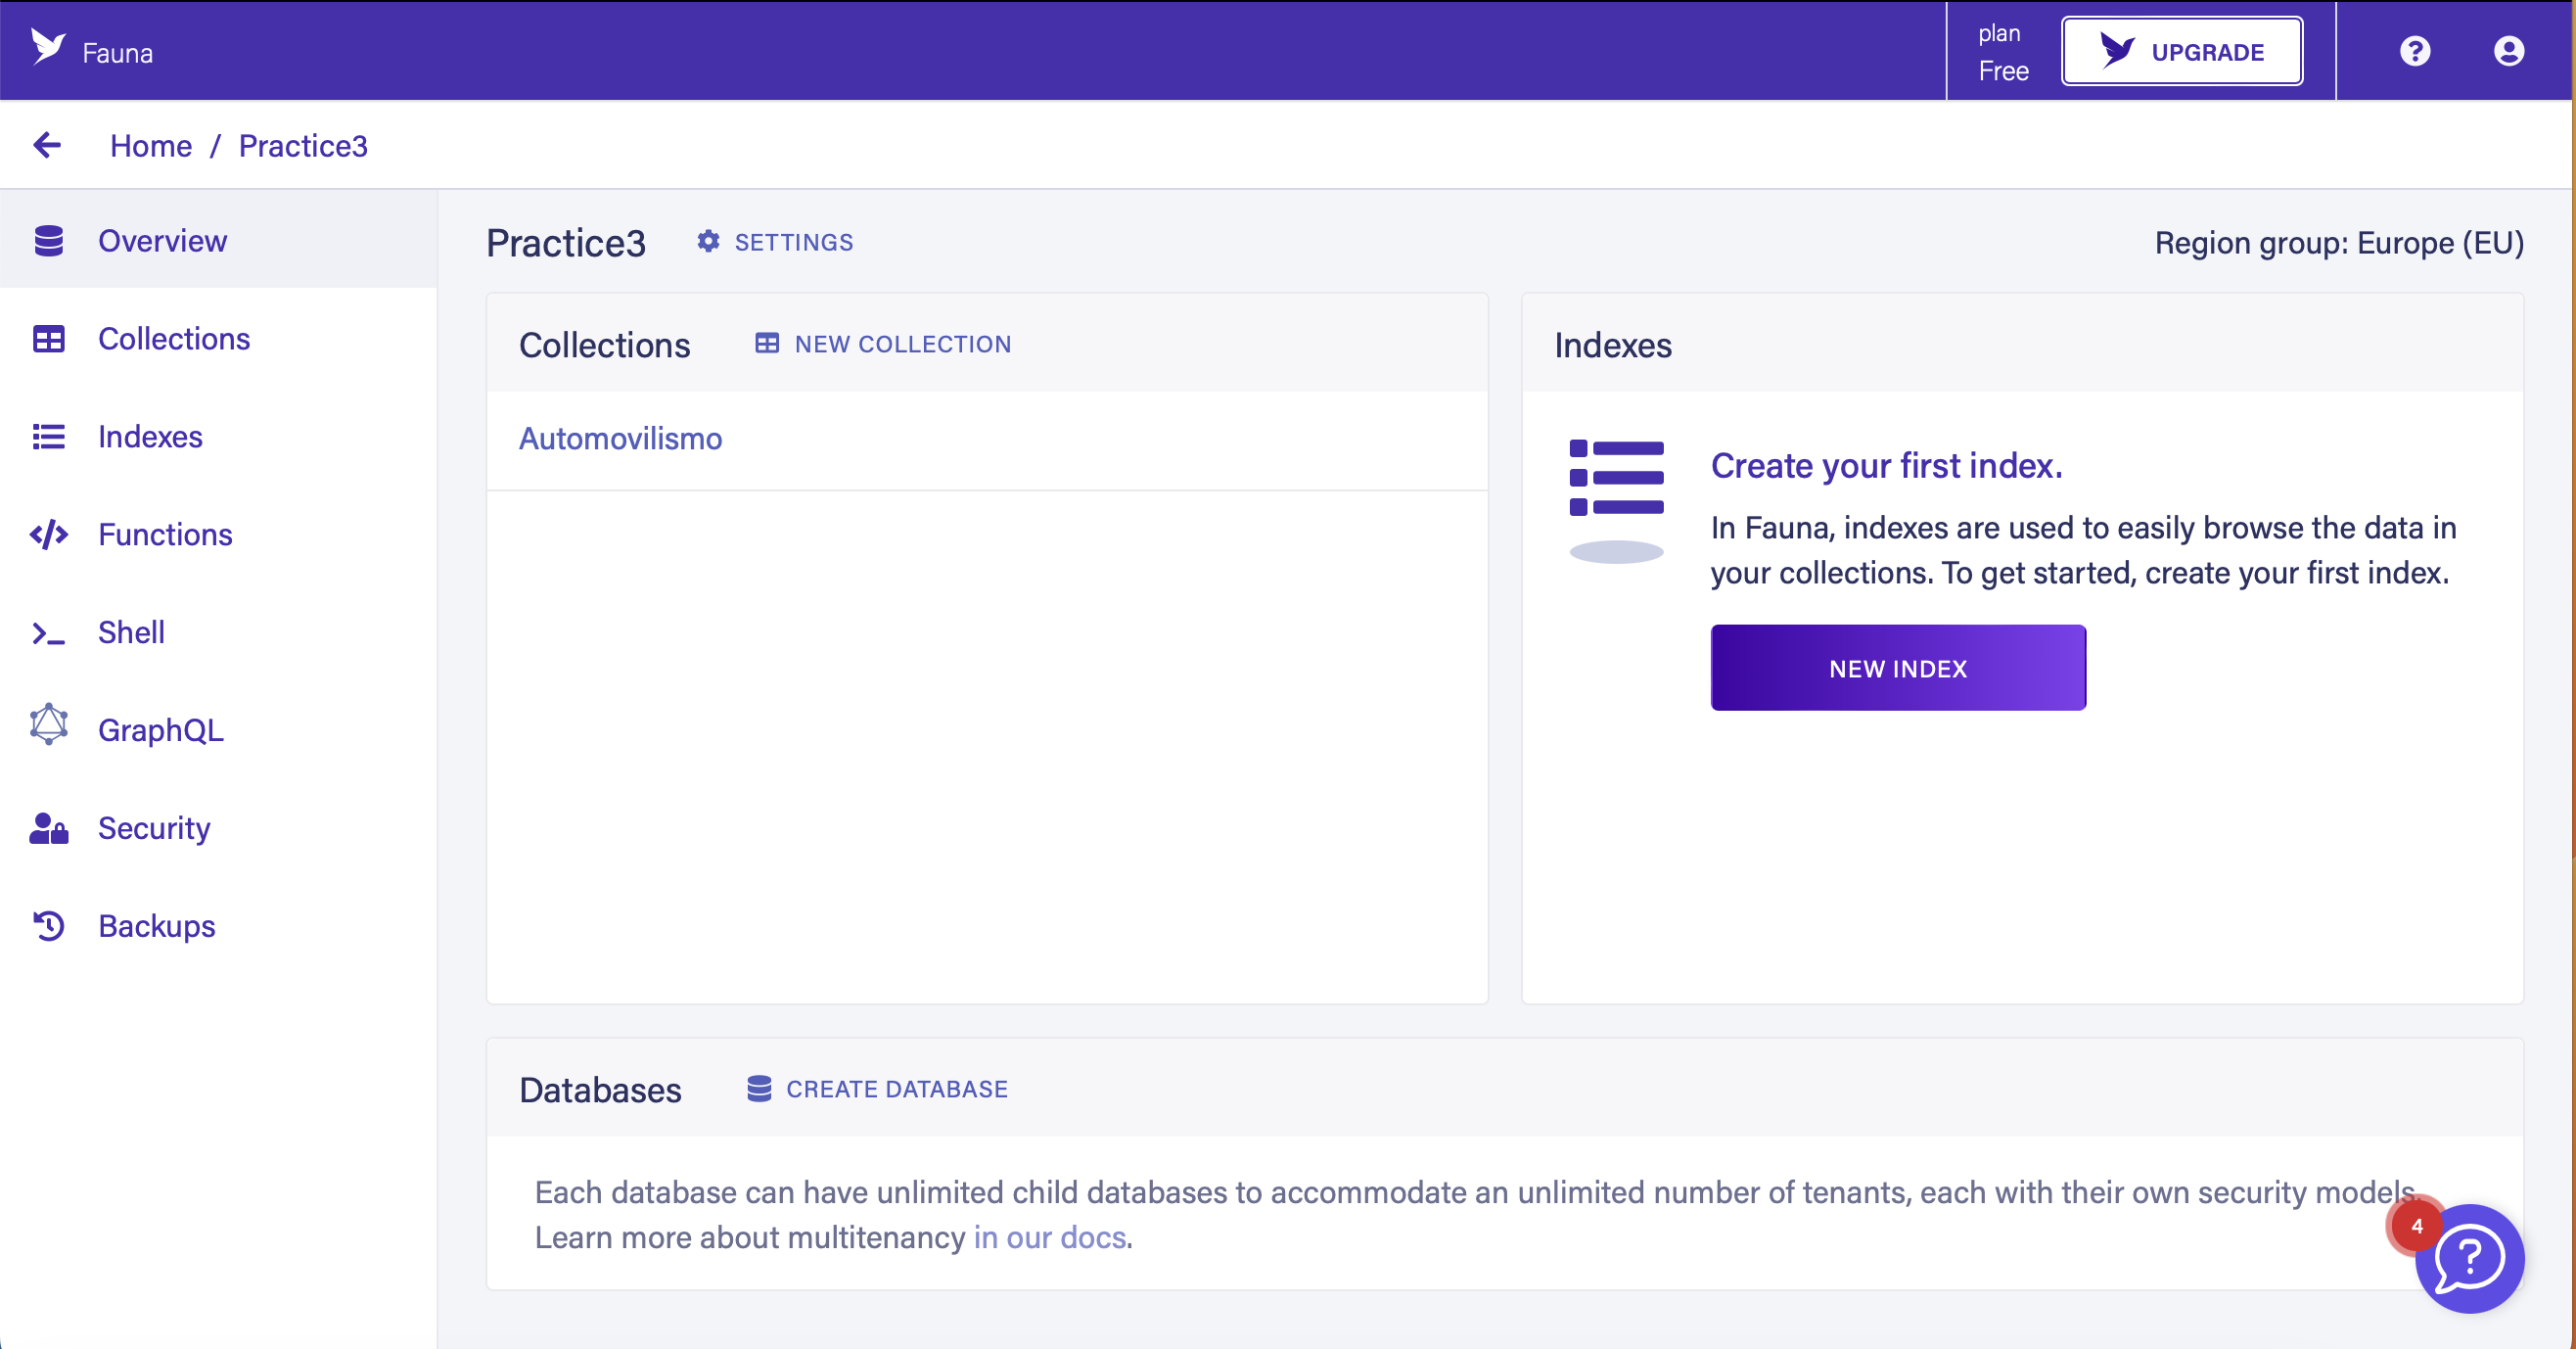 Fauna
plan
Free
UPGRADE
Home / Practice3
Overview
Collections
Indexes
Functions
Shell
GraphQL
Security
Backups
Practice3
SETTINGS
Region group: Europe (EU)
Collections
NEW COLLECTION
Automovilismo
Indexes
Create your first index.
In Fauna, indexes are used to easily browse the data in
your collections. To get started, create your first index.
NEW INDEX
Databases
CREATE DATABASE
Each database can have unlimited child databases to accommodate an unlimited number of tenants, each with their own security models.
Learn more about multitenancy in our docs.
4